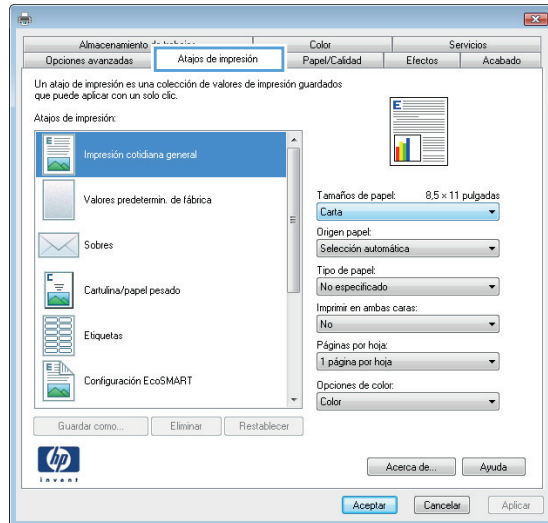 Almacenamiento de trabajos
Color
Servicios
Opciones avanzadas
Atajos de impresión
Papel/Calidad
Efectos
Acabado
Un atajo de impresión es una colección de valores de impresión guardados
que puede aplicar con un solo clic.
Atajos de impresión:
Impresión cotidiana general
Valores predetermin. de fábrica
Sobres
Cartulina/papel pesado
Etiquetas
Configuración EcoSMART
E
Tamaños de papel: 8,5 × 11 pulgadas
Carta
Origen papel:
Selección automática
Tipo de papel:
No especificado
Imprimir en ambas caras:
No
Páginas por hoja:
1 página por hoja
Opciones de color:
Color
Guardar como...
Eliminar
Restablecer
hp
invent
Acerca de...
Ayuda
Aceptar
Cancelar
Aplicar